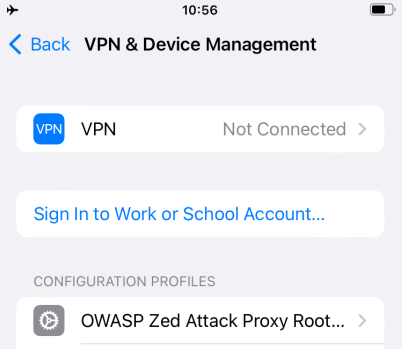 10:56
Back VPN & Device Management
VPN VPN Not Connected
Sign In to Work or School Account...
CONFIGURATION PROFILES
OWASP Zed Attack Proxy Root...